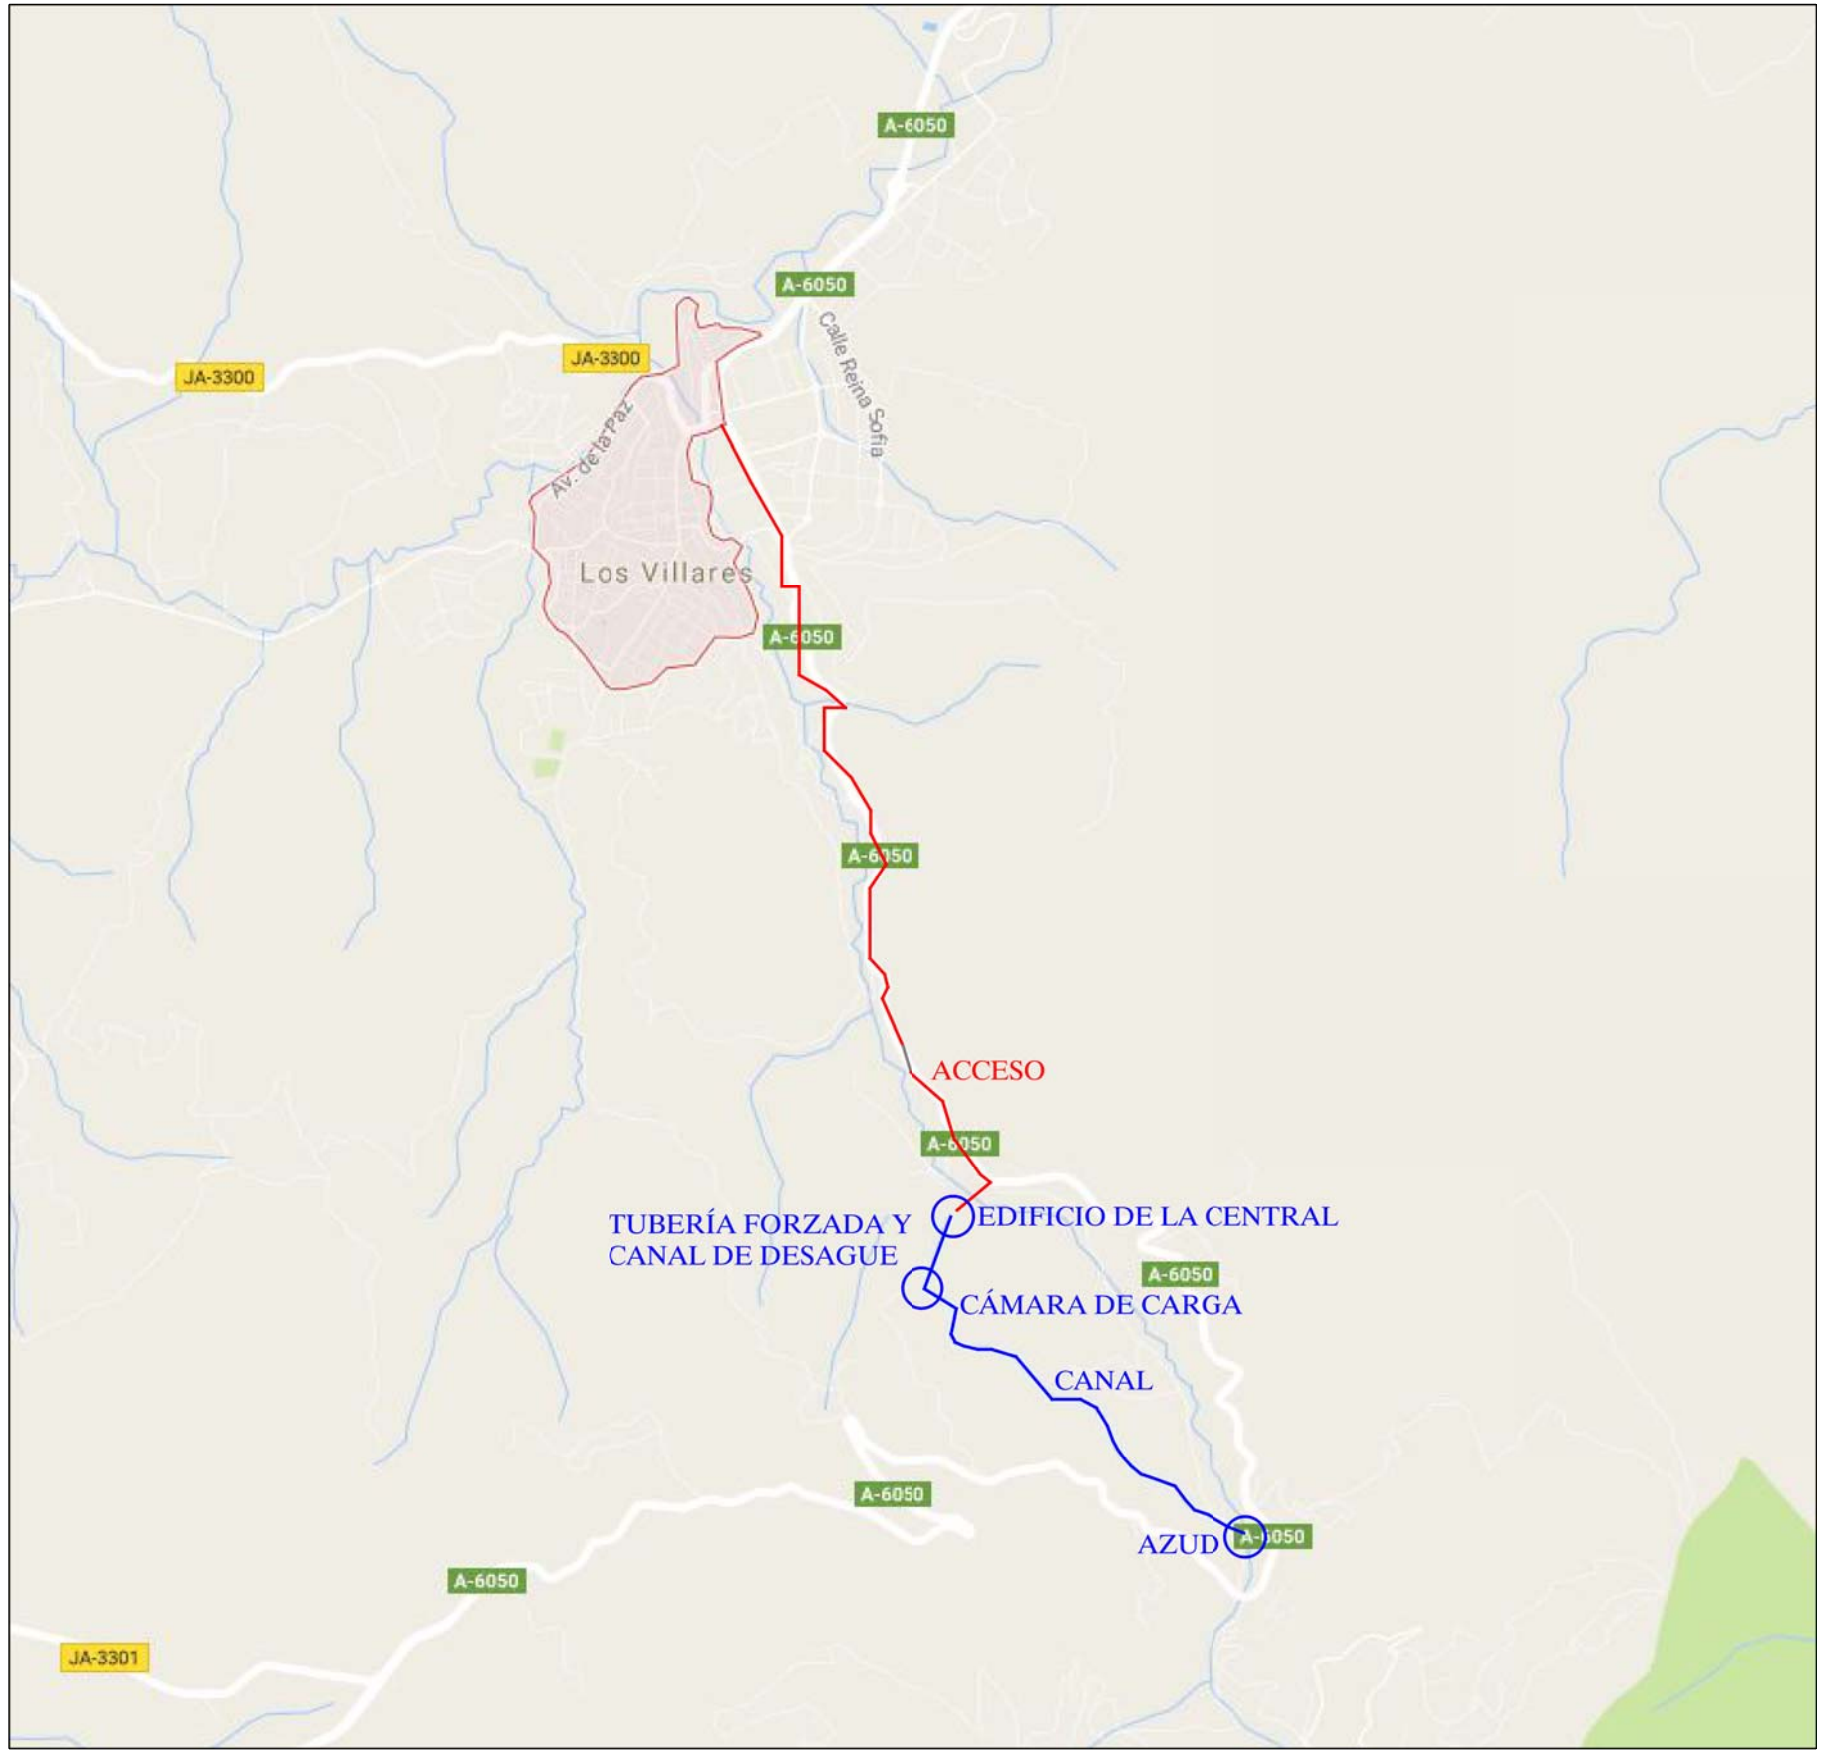 A-6050
A-6050
Calle Reina Sofía
JA-3300
JA-3300
Av. de la Paz
Los Villares
A-6050
A-6050
ACCESO
A-6050
TUBERÍA FORZADA Y
CANAL DE DESAGUE
EDIFICIO DE LA CENTRAL
A-6050
CÁMARA DE CARGA
CANAL
A-6050
AZUD
A-6050
A-6050
JA-3301